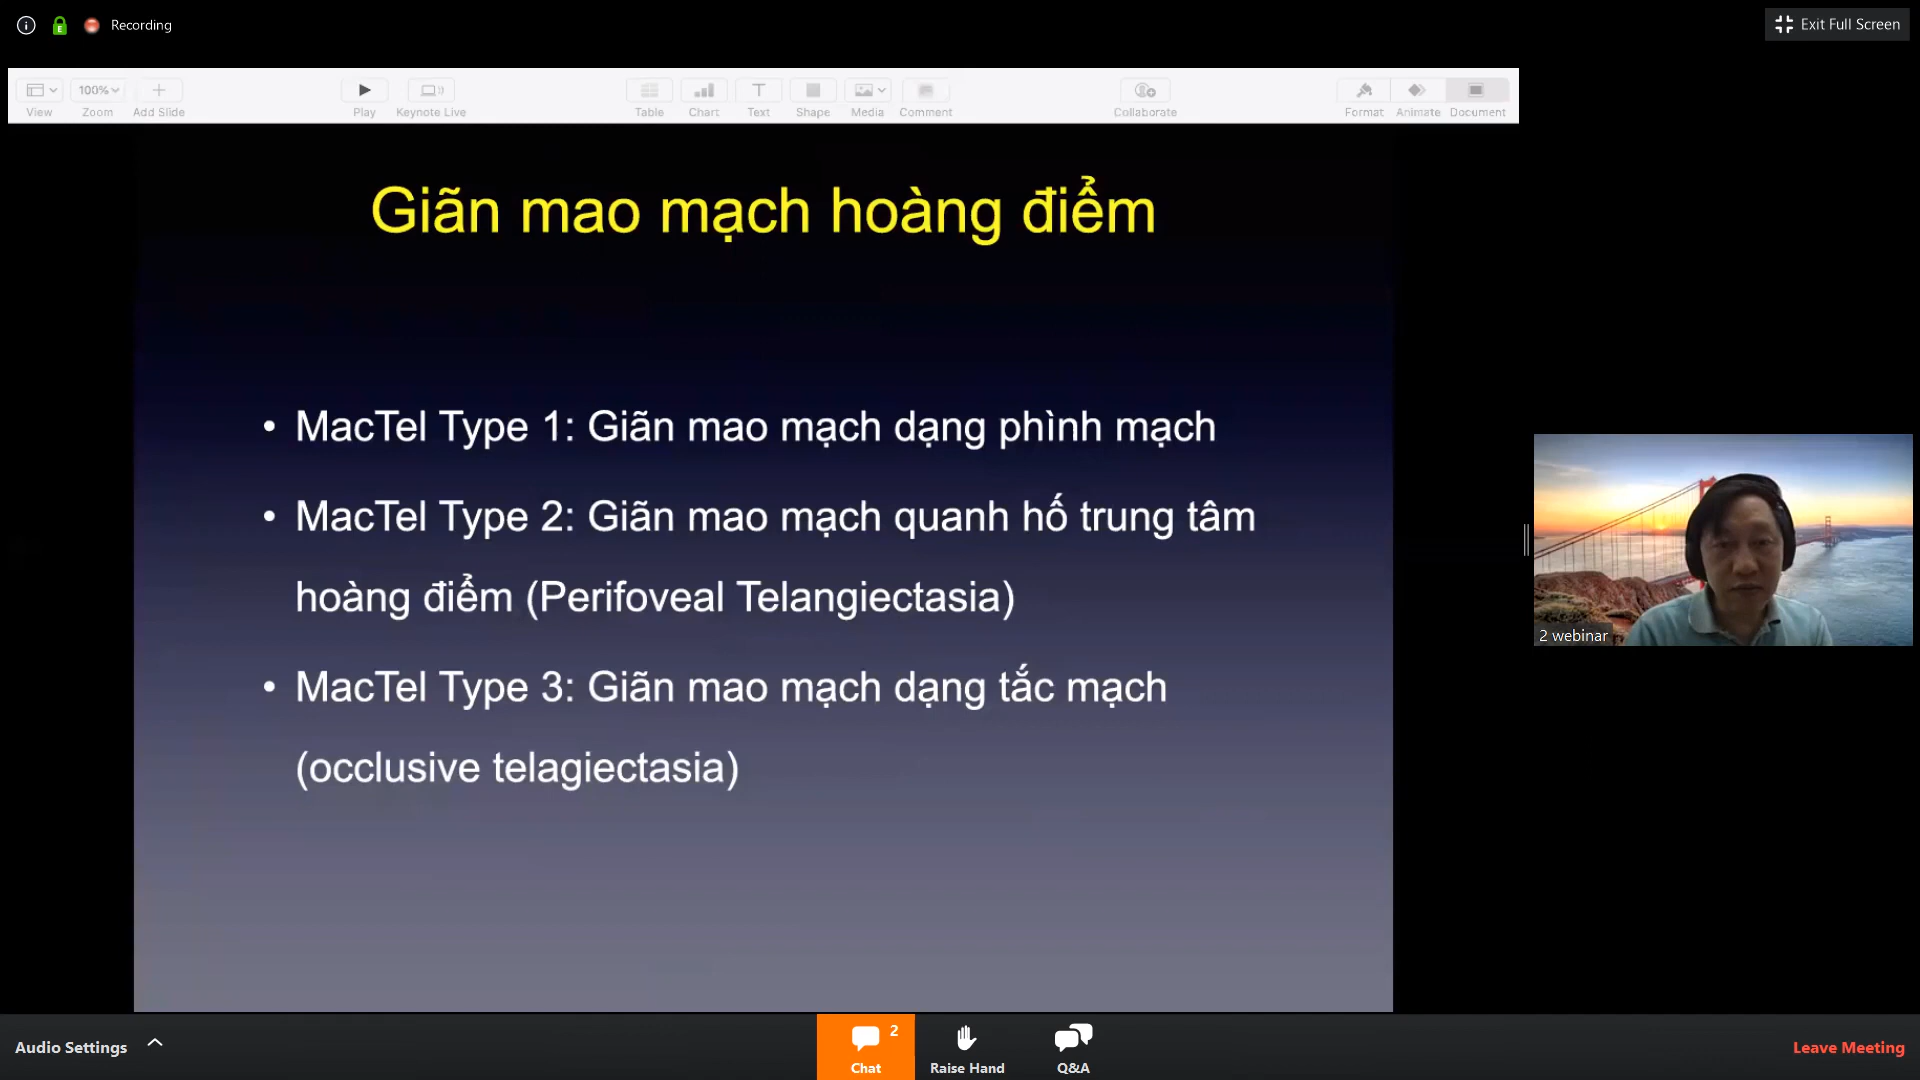 Recording
Exit Full Screen
100%
View
Zoom
Add Slide
Play
Keynote Live
Table
Chart
Text
Shape
Media
Comment
Collaborate
Format
Animate
Document
Giãn mao mạch hoàng điểm
• MacTel Type 1: Giãn mao mạch dạng phình mạch
• MacTel Type 2: Giãn mao mạch quanh hố trung tâm
hoàng điểm (Perifoveal Telangiectasia)
• MacTel Type 3: Giãn mao mạch dạng tắc mạch
(occlusive telagiectasia)
2 webinar
Audio Settings
2
Chat
Raise Hand
Q&A
Leave Meeting